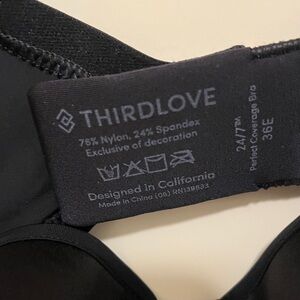 THIRDLOVE
76% Nylon, 24% Spandex
Exclusive of decoration
Designed in California
Made in China (08) RN139833
24/7™
Perfect Coverage Bra
36E